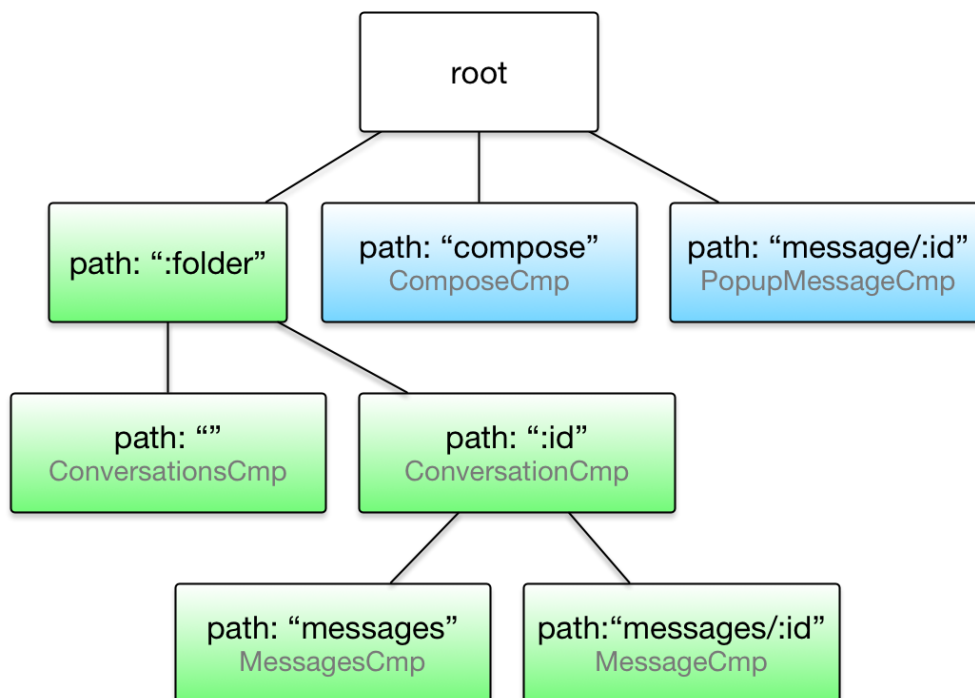 root
path: “:folder”
path: “compose”
ComposeCmp
path: “message/:id”
PopupMessageCmp
path: “”
ConversationsCmp
path: “:id”
ConversationCmp
path: “messages”
MessagesCmp
path:“messages/:id”
MessageCmp